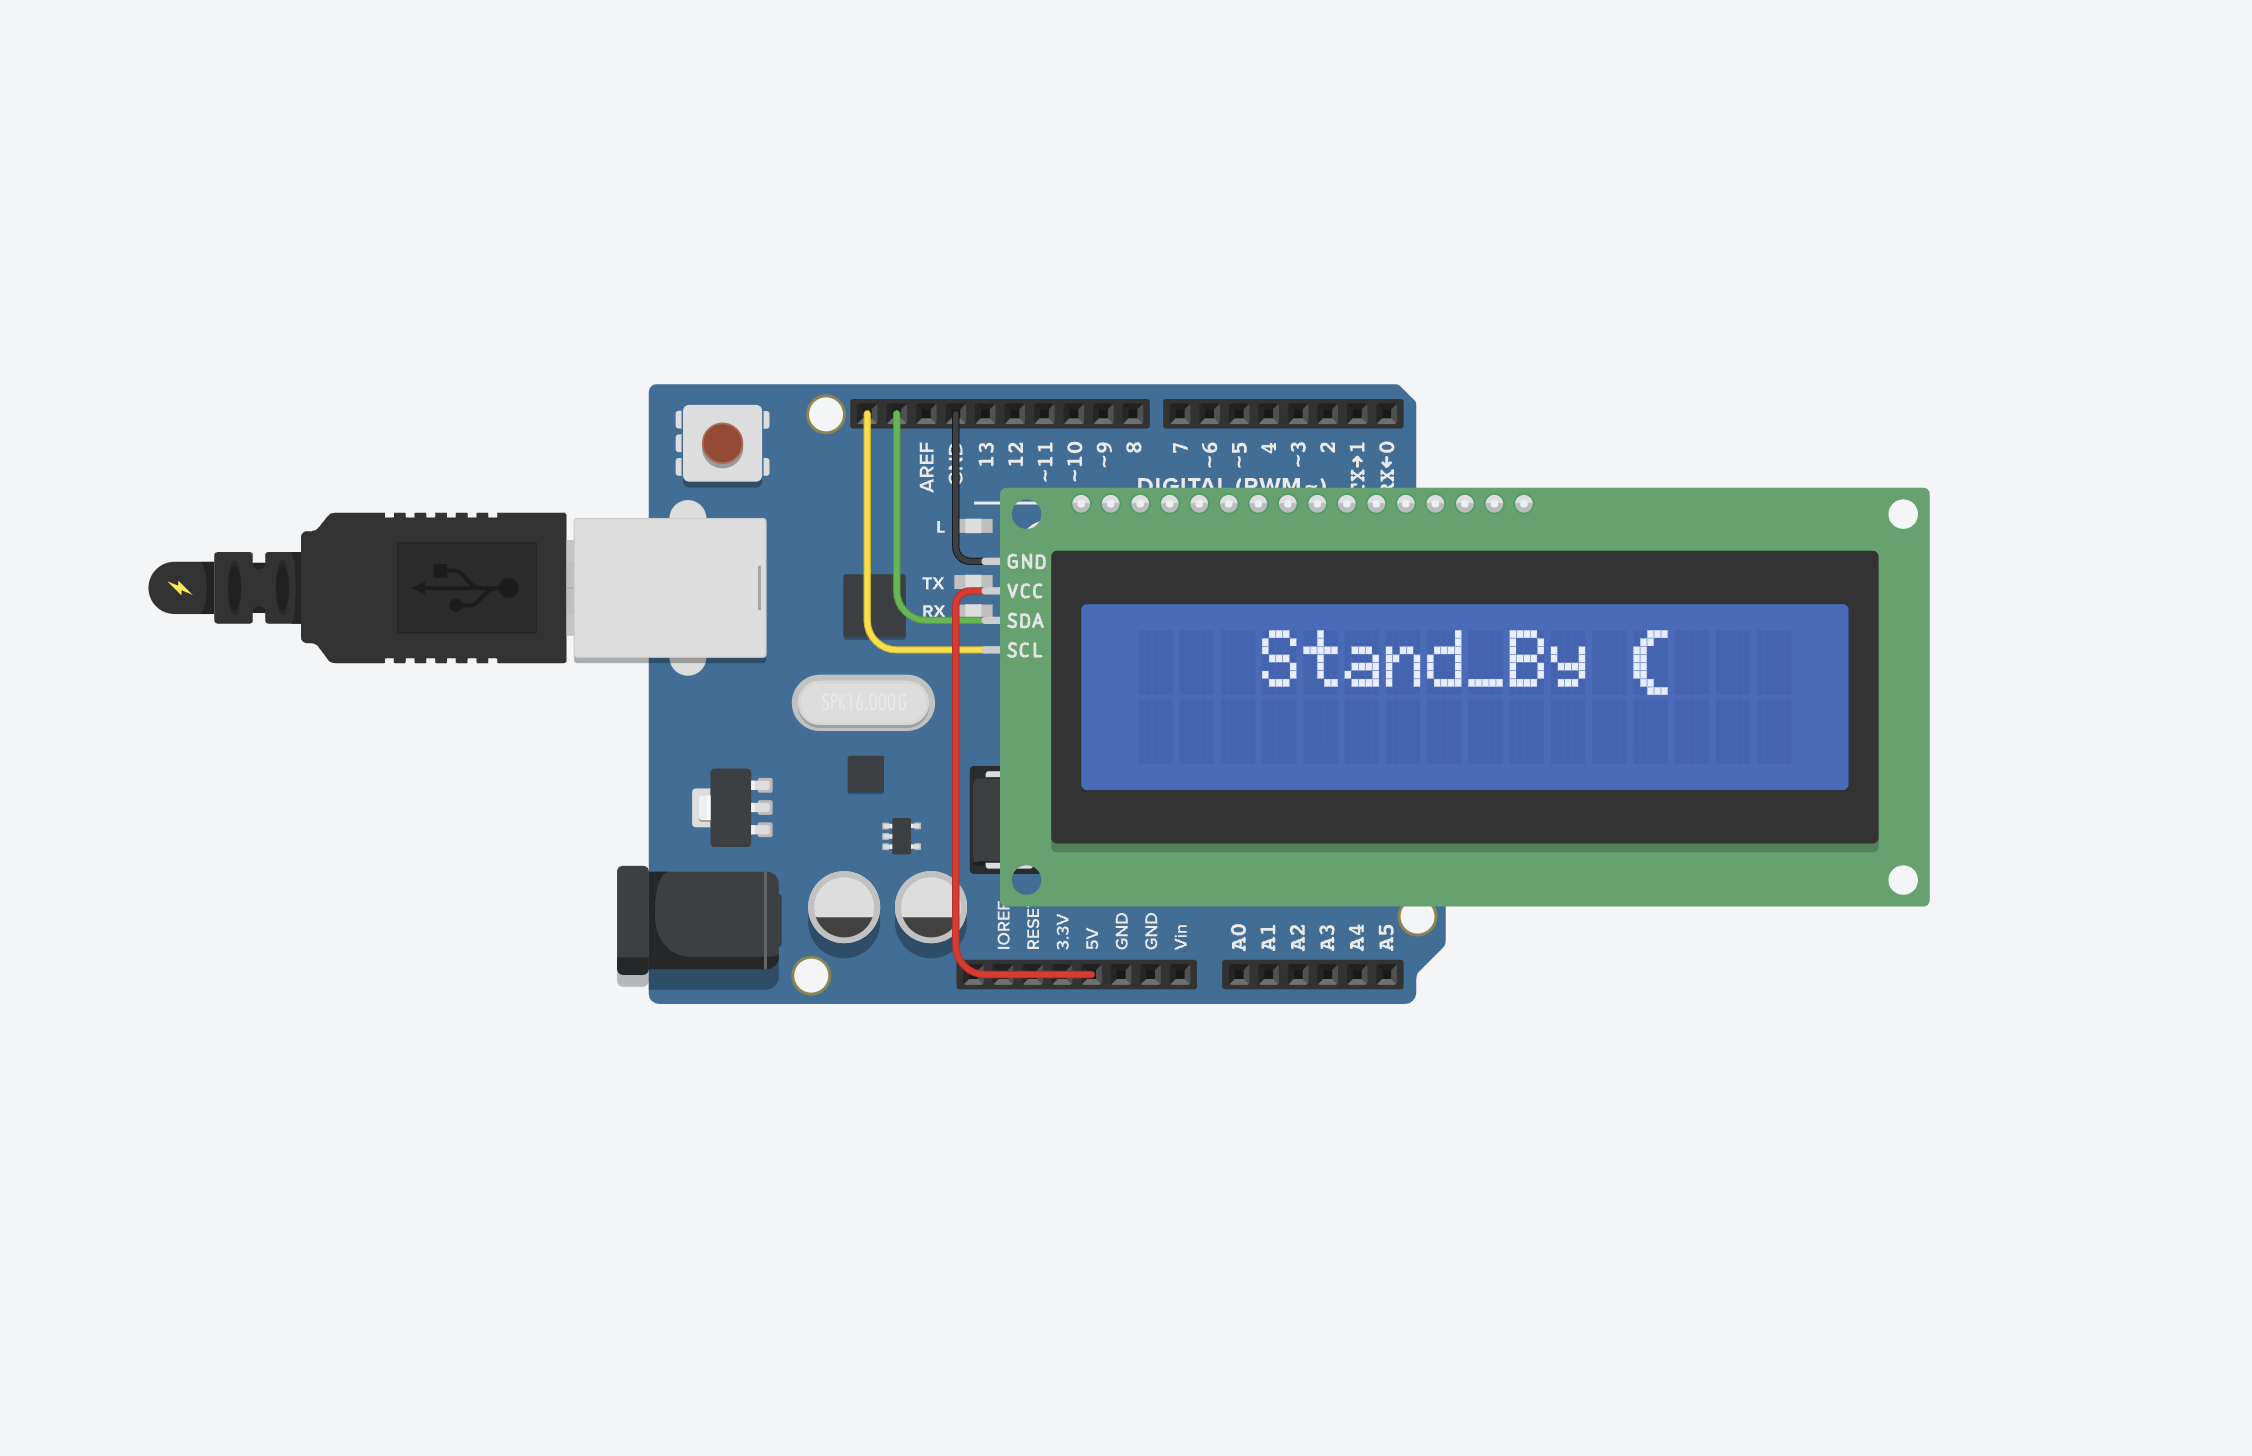 AREF
GND
13
12
~11
~10
~9
8
7
~6
~5
4
~3
2
TX→1
RX←0
DIGITAL (PWM~)
L
TX
RX
GND
VCC
SDA
SCL
Stand_By (
SPK16.000G
IOREF
RESE
3.3V
5V
GND
GND
Vin
A0
A1
A2
A3
A4
A5